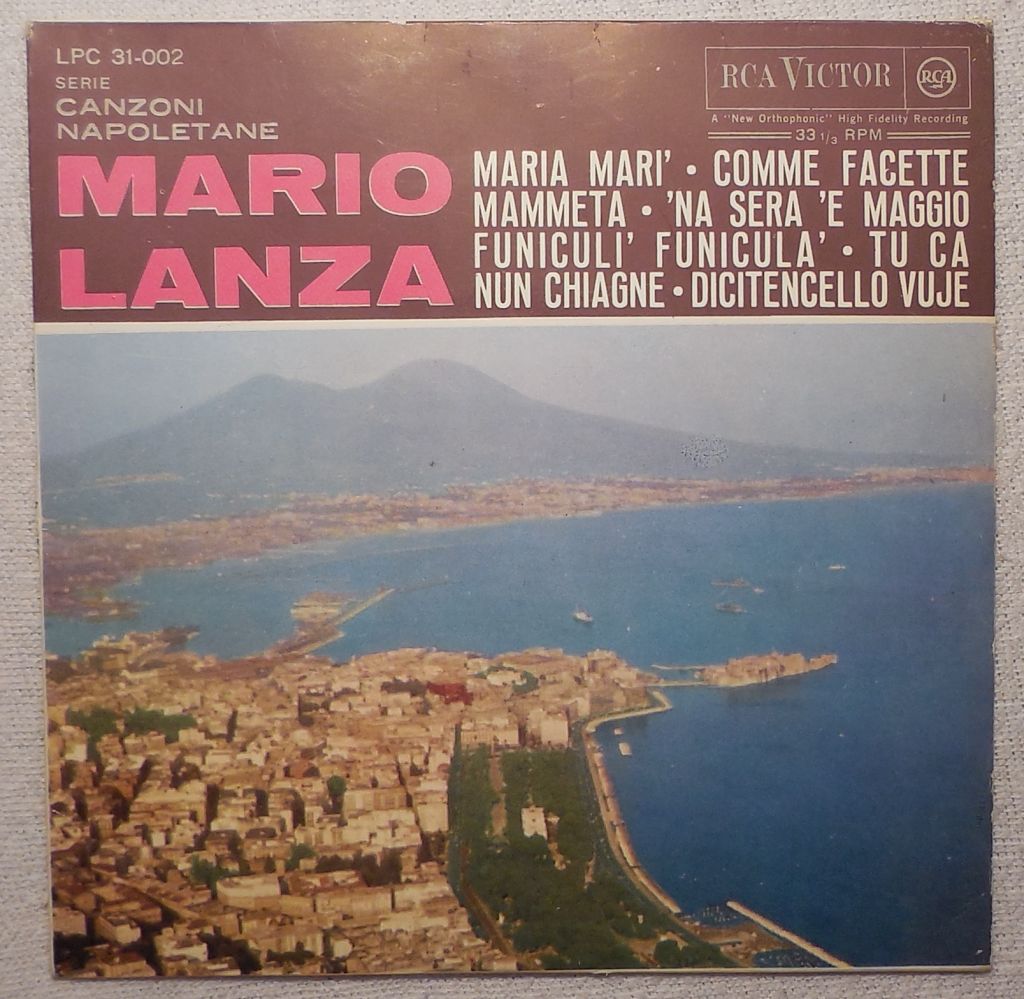 LPC 31-002
SERIE
CANZONI
NAPOLETANE
MARIO
LANZA
RCA VICTOR
RCA
A "New Orthophonic" High Fidelity Recording
33 1/3 RPM
MARIA MARI' • COMME FACETTE
MAMMETA • 'NA SERA 'E MAGGIO
FUNICULI' FUNICULA' • TU CA
NUN CHIAGNE • DICITENCELLO VUJE